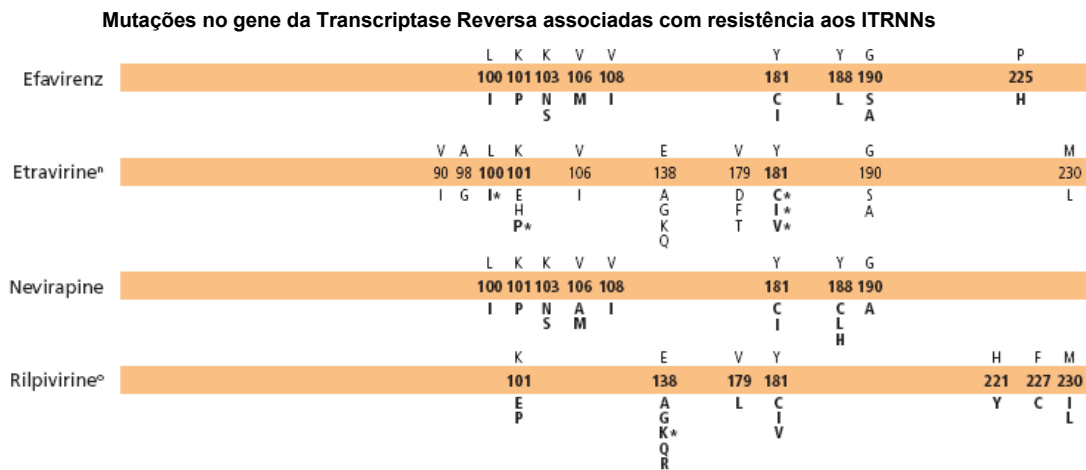 Mutações no gene da Transcriptase Reversa associadas com resistência aos ITRNNs
L K K V V Y Y G P
Efavirenz 100 101 103 106 108 181 188 190 225
I P N M I C L S H
S I A
V A L K V E V Y G M
Etravirineⁿ 90 98 100 101 106 138 179 181 190 230
I G I* E I A D C* S L
H G F I* A
P* K T V*
Q
L K K V V Y Y G
Nevirapine 100 101 103 106 108 181 188 190
I P N A I C C A
S M I L
H
K E V Y H F M
Rilpivirineᵒ 101 138 179 181 221 227 230
E A L C Y C I
P G I L
K* V
Q
R